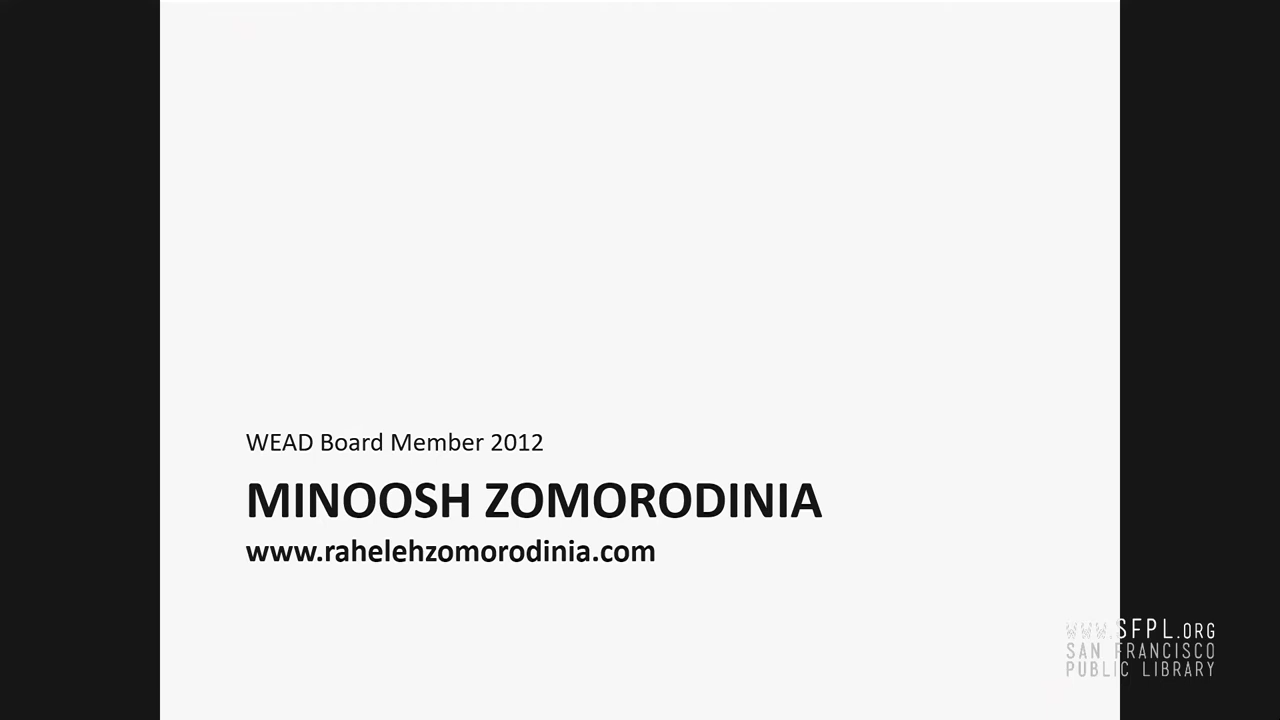 WEAD Board Member 2012
MINOOSH ZOMORODINIA
www.rahelehzomorodinia.com
WWW.SFPL.ORG
SAN FRANCISCO
PUBLIC LIBRARY